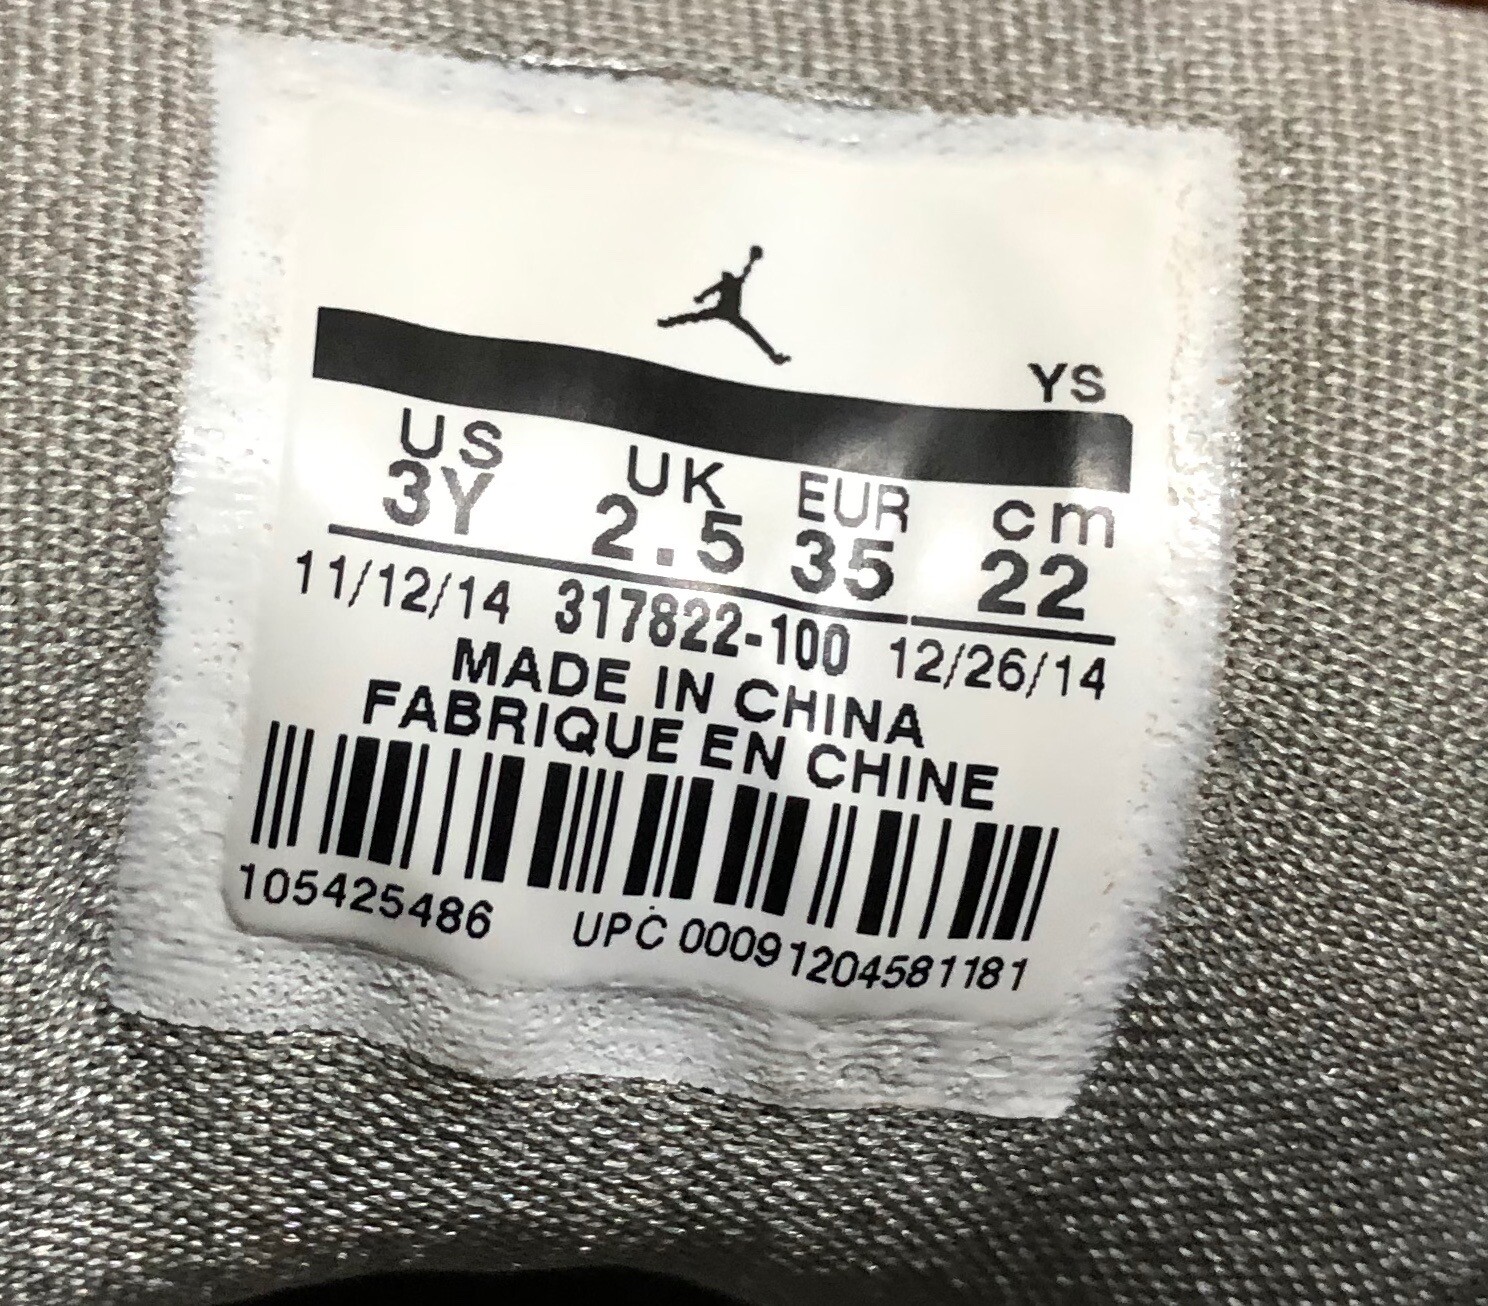 YS
US UK EUR cm
3Y 2.5 35 22
11/12/14 317822-100 12/26/14
MADE IN CHINA
FABRIQUE EN CHINE
105425486 UPC 00091204581181